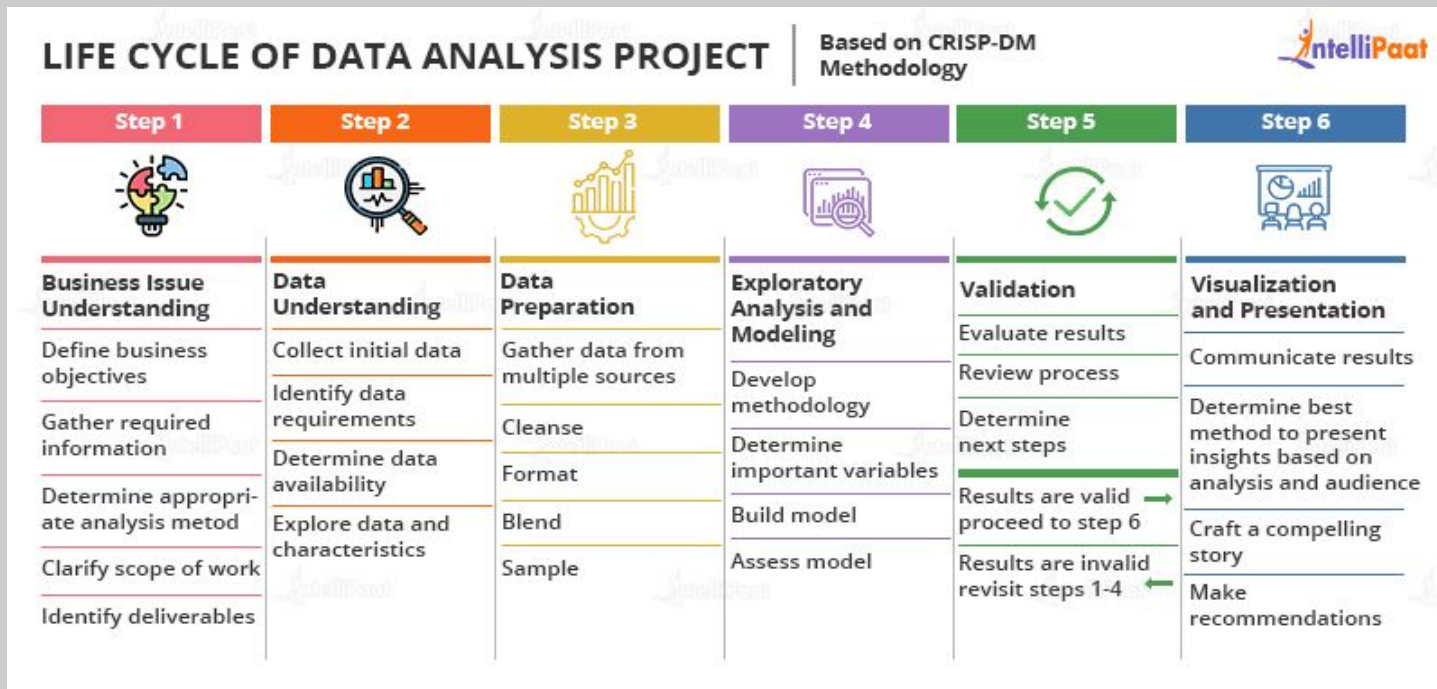 LIFE CYCLE OF DATA ANALYSIS PROJECT
Based on CRISP-DM
Methodology
IntelliPaat
Step 1
Business Issue
Understanding
Define business
objectives
Gather required
information
Determine appropri-
ate analysis metod
Clarify scope of work
Identify deliverables
Step 2
Data
Understanding
Collect initial data
Identify data
requirements
Determine data
availability
Explore data and
characteristics
Step 3
Data
Preparation
Gather data from
multiple sources
Cleanse
Format
Blend
Sample
Step 4
Exploratory
Analysis and
Modeling
Develop
methodology
Determine
important variables
Build model
Assess model
Step 5
Validation
Evaluate results
Review process
Determine
next steps
Results are valid
proceed to step 6
Results are invalid
revisit steps 1-4
Step 6
Visualization
and Presentation
Communicate results
Determine best
method to present
insights based on
analysis and audience
Craft a compelling
story
Make
recommendations